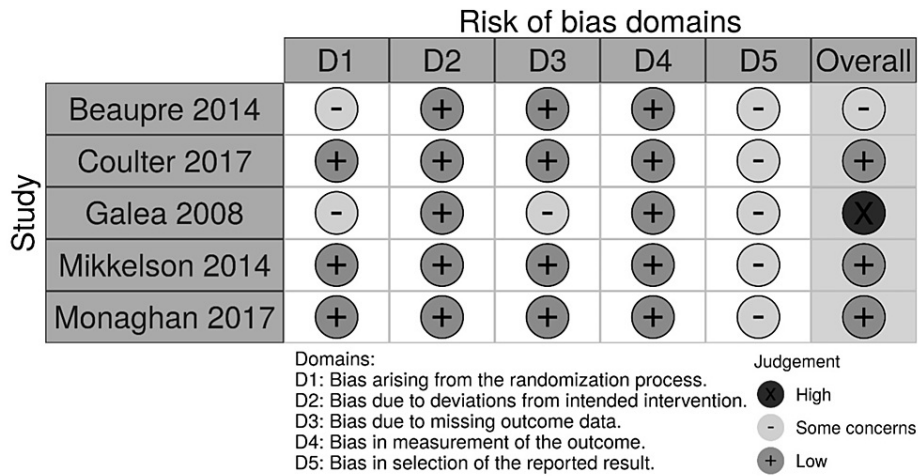 Risk of bias domains
D1 D2 D3 D4 D5 Overall
Study
Beaupre 2014 - + + + - -
Coulter 2017 + + + + - +
Galea 2008 - + - + - X
Mikkelson 2014 + + + + - +
Monaghan 2017 + + + + - +
Domains:
D1: Bias arising from the randomization process.
D2: Bias due to deviations from intended intervention.
D3: Bias due to missing outcome data.
D4: Bias in measurement of the outcome.
D5: Bias in selection of the reported result.
Judgement
X High
- Some concerns
+ Low